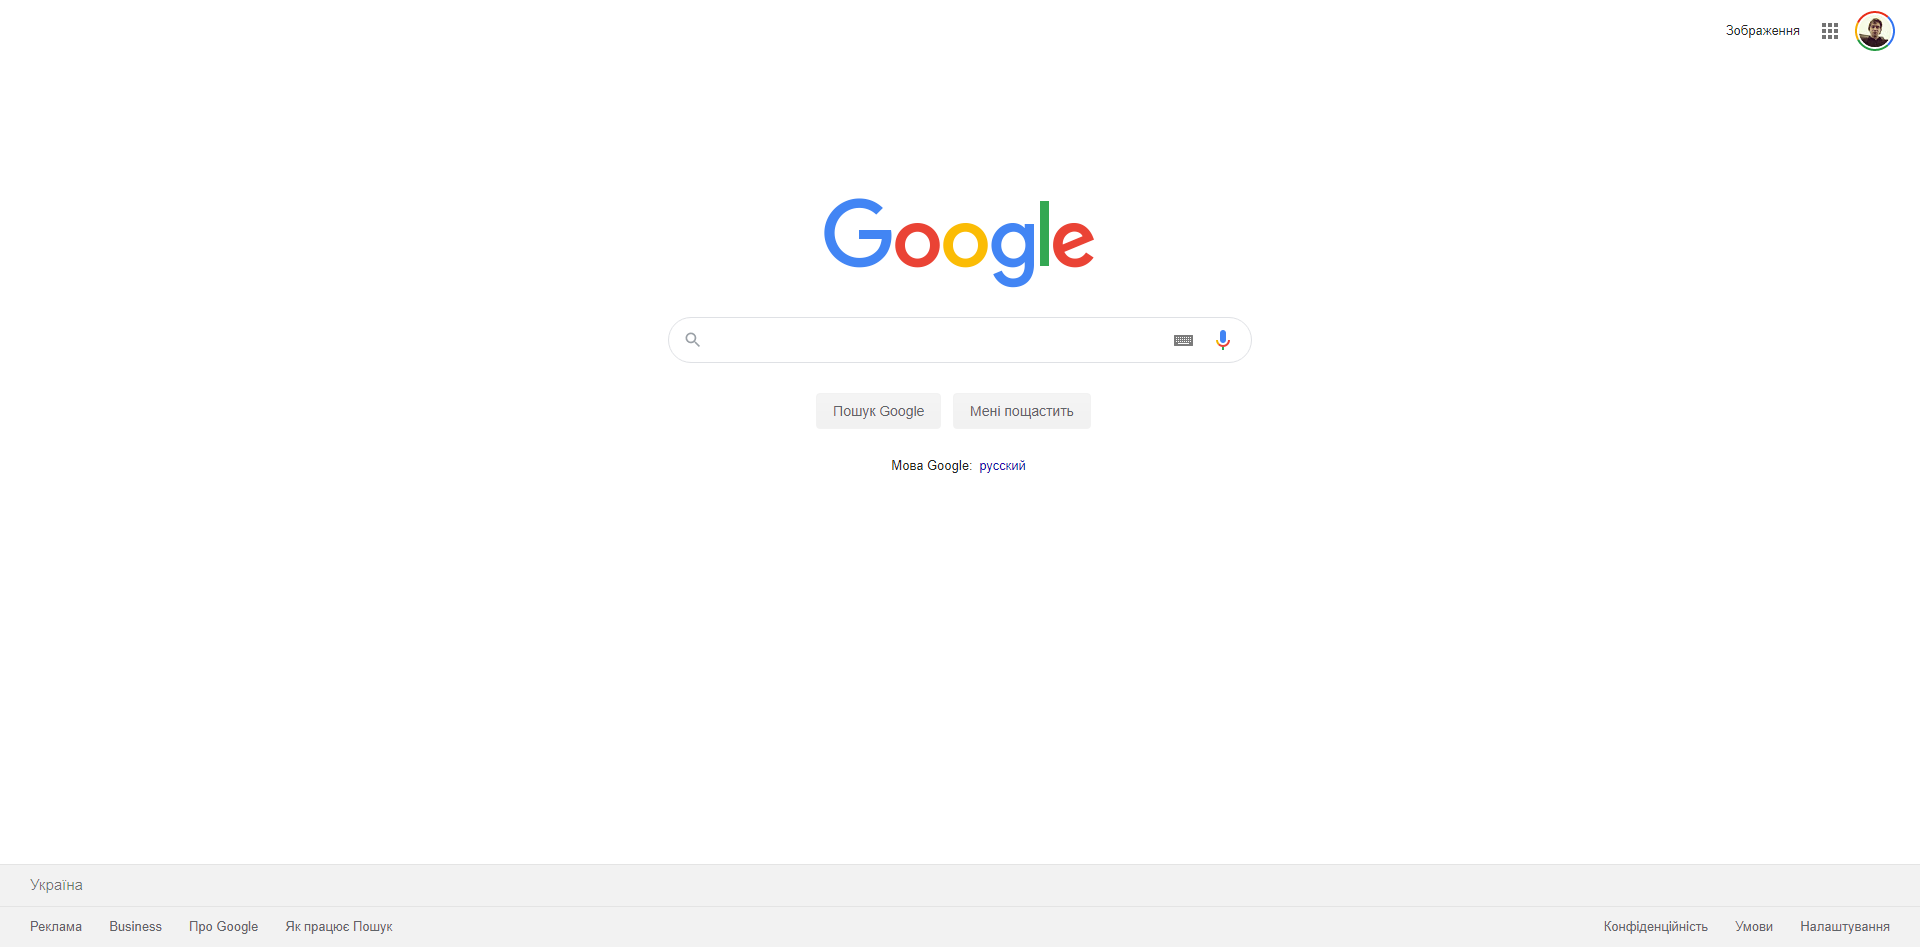 Зображення
Google
Пошук Google
Мені пощастить
Мова Google: русский
Україна
Реклама Business Про Google Як працює Пошук Конфіденційність Умови Налаштування